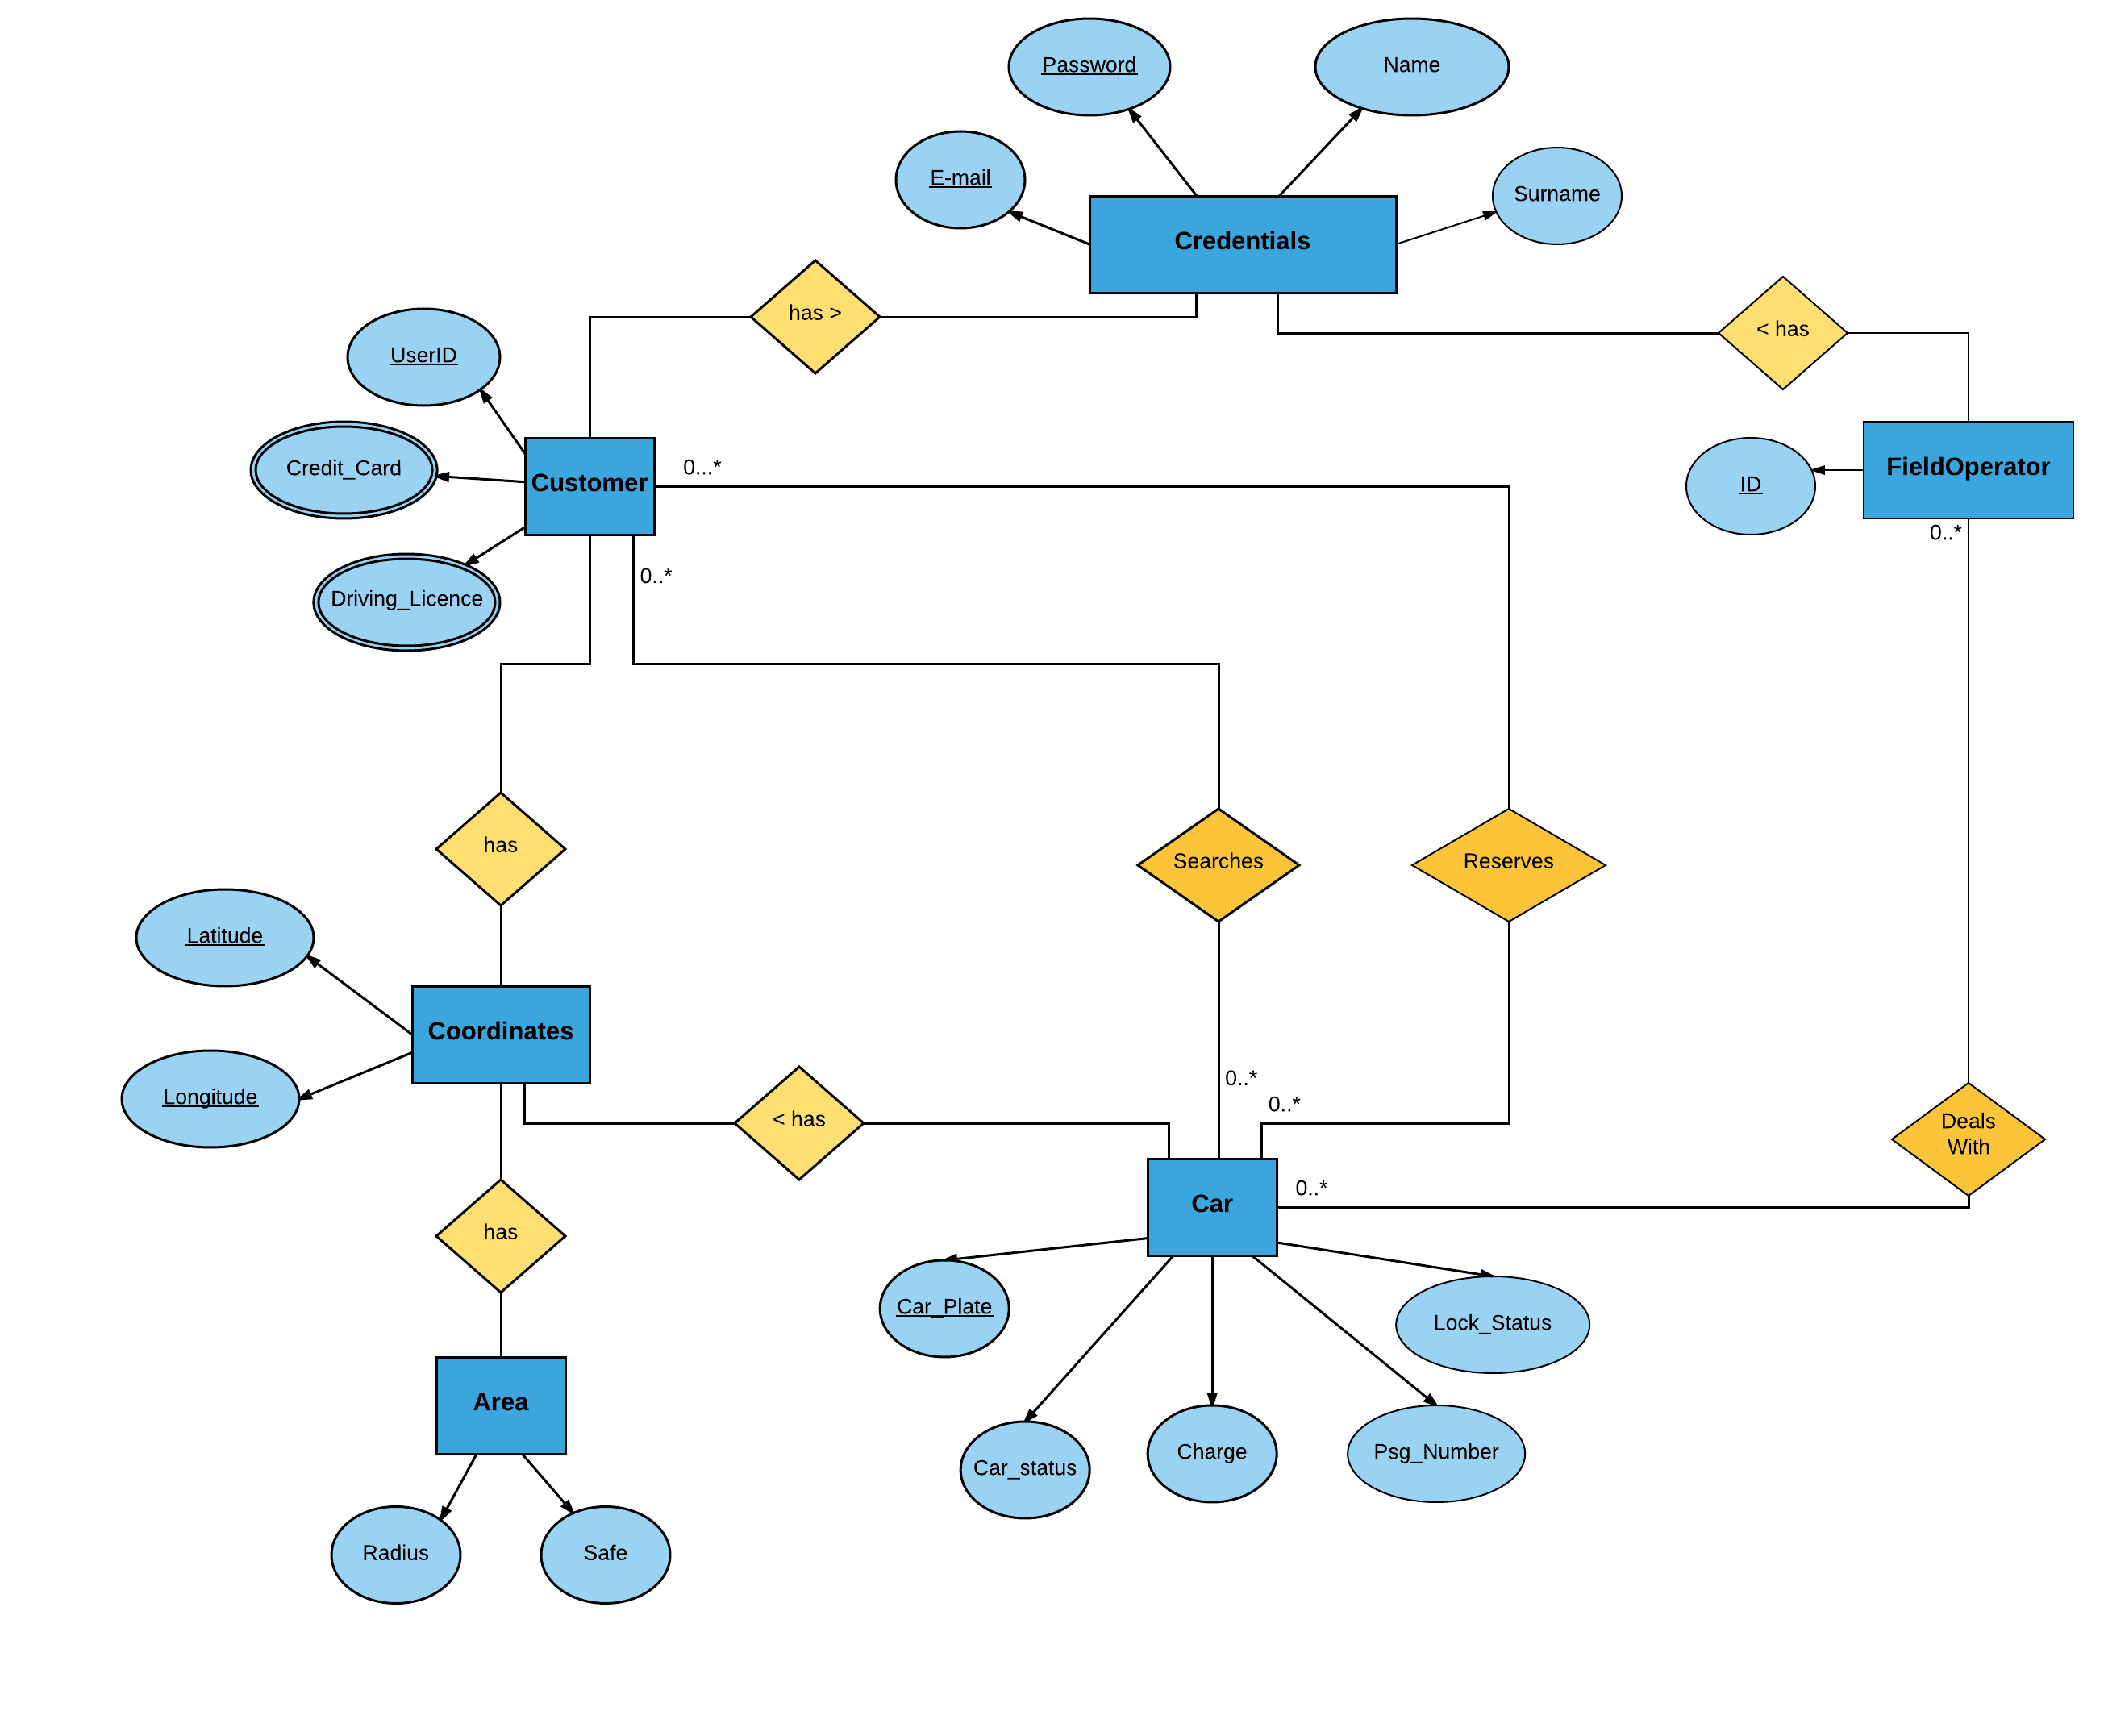 Password
Name
E-mail
Surname
Credentials
has >
< has
UserID
Credit_Card
Customer
0...*
FieldOperator
ID
0..*
Driving_Licence
0..*
has
Searches
Reserves
Latitude
Coordinates
Longitude
< has
0..*
0..*
Deals
With
0..*
Car
has
Car_Plate
Lock_Status
Area
Car_status
Charge
Psg_Number
Radius
Safe